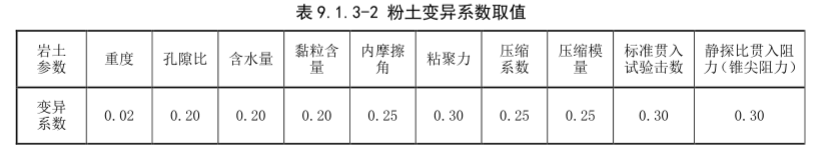 表 9.1.3-2 粉土变异系数取值
岩土参数 重度 孔隙比 含水量 黏粒含量 内摩擦角 粘聚力 压缩系数 压缩模量 标准贯入试验击数 静探比贯入阻力(锥尖阻力)
变异系数 0.02 0.20 0.20 0.20 0.25 0.30 0.25 0.25 0.30 0.30